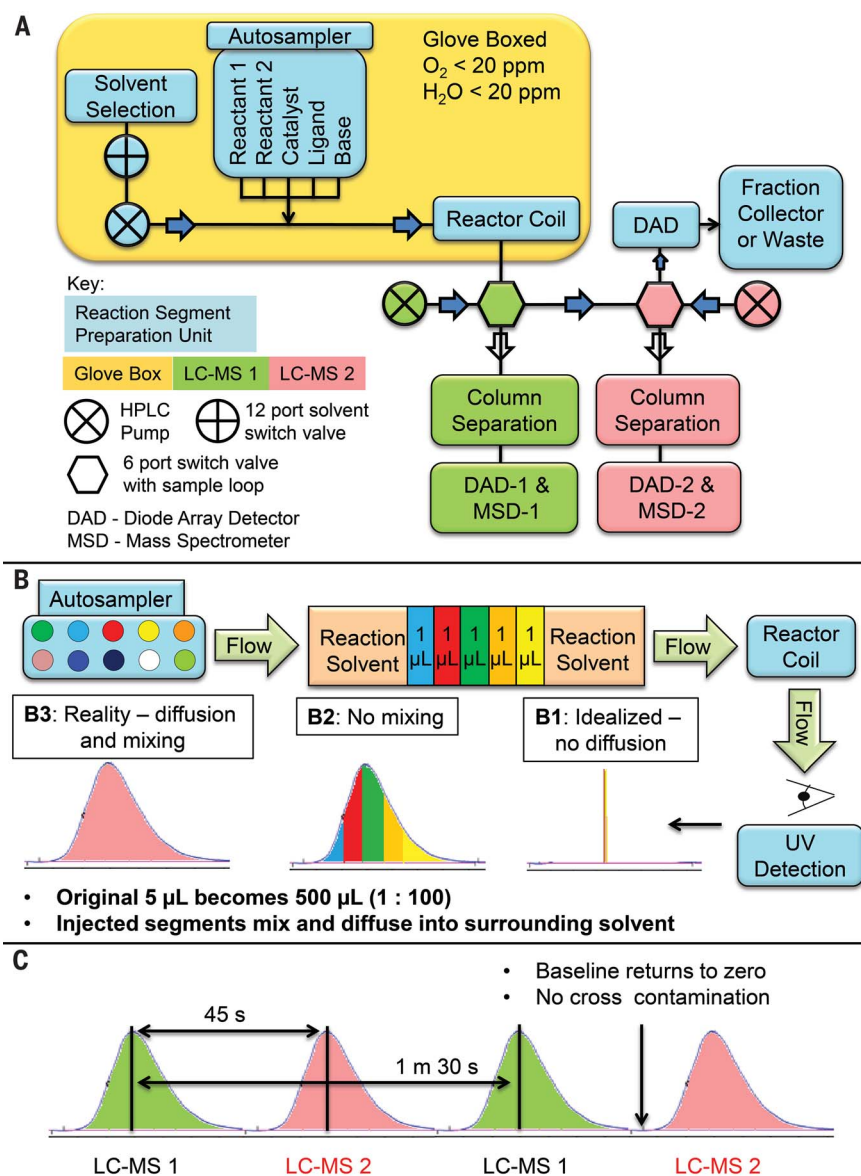 A
Autosampler
Reactant 1
Reactant 2
Catalyst
Ligand
Base
Glove Boxed
O₂ < 20 ppm
H₂O < 20 ppm
Solvent
Selection
Reactor Coil
DAD
Fraction
Collector
or Waste
Key:
Reaction Segment
Preparation Unit
Glove Box
LC-MS 1
LC-MS 2
HPLC
Pump
12 port solvent
switch valve
6 port switch valve
with sample loop
DAD - Diode Array Detector
MSD - Mass Spectrometer
Column
Separation
Column
Separation
DAD-1 &
MSD-1
DAD-2 &
MSD-2
B
Autosampler
Flow
Reaction
Solvent
1
µL
1
µL
1
µL
1
µL
1
µL
Reaction
Solvent
Flow
Reactor
Coil
Flow
UV
Detection
B3: Reality – diffusion
and mixing
B2: No mixing
B1: Idealized –
no diffusion
• Original 5 µL becomes 500 µL (1 : 100)
• Injected segments mix and diffuse into surrounding solvent
C
• Baseline returns to zero
• No cross contamination
45 s
1 m 30 s
LC-MS 1
LC-MS 2
LC-MS 1
LC-MS 2